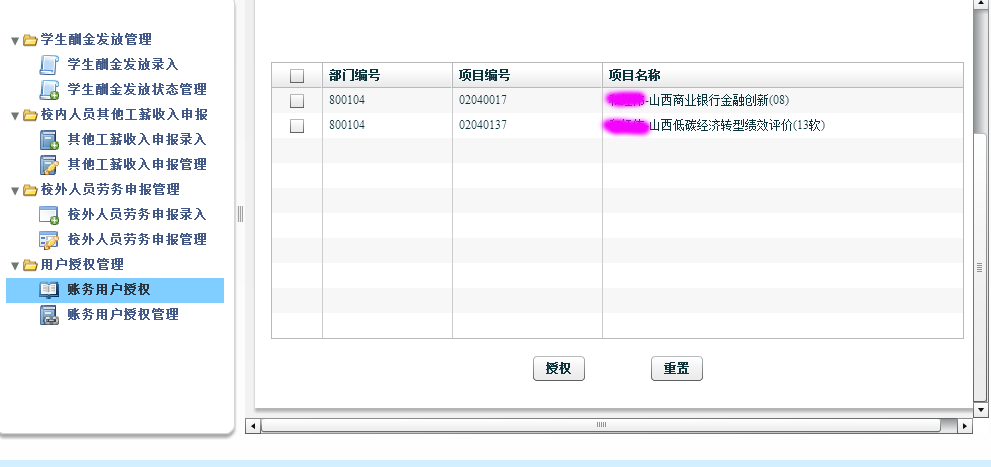 学生酬金发放管理
学生酬金发放录入
学生酬金发放状态管理
校内人员其他工薪收入申报
其他工薪收入申报录入
其他工薪收入申报管理
校外人员劳务申报管理
校外人员劳务申报录入
校外人员劳务申报管理
用户授权管理
账务用户授权
账务用户授权管理
部门编号 项目编号 项目名称
800104 02040017 -山西商业银行金融创新(08)
800104 02040137 -山西低碳经济转型绩效评价(13软)
授权 重置